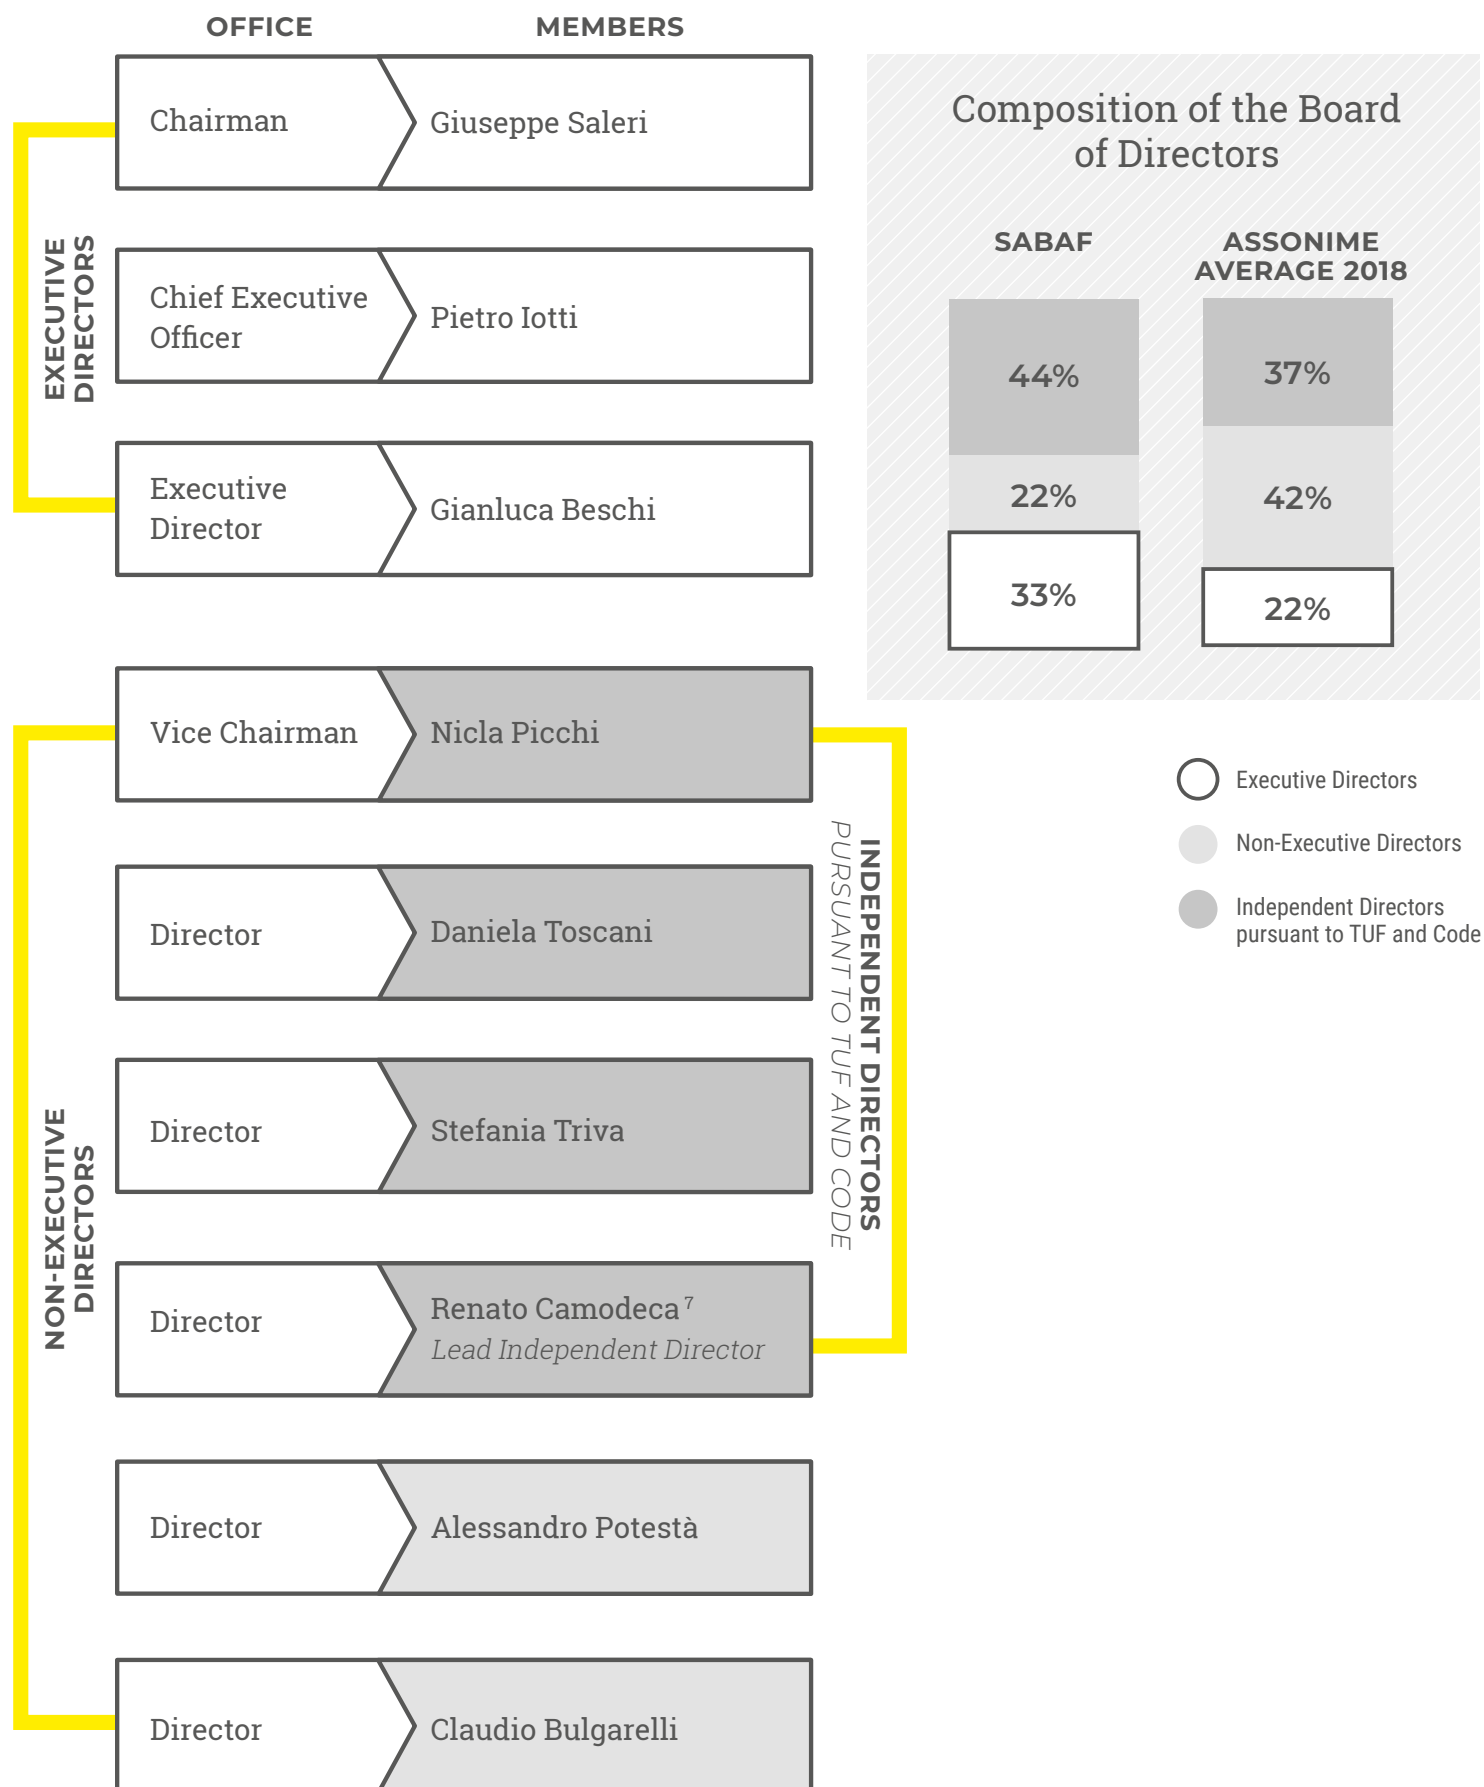 OFFICE
MEMBERS
Chairman
Giuseppe Saleri
Chief Executive
Officer
Pietro Iotti
Executive
Director
Gianluca Beschi
EXECUTIVE
DIRECTORS
Vice Chairman
Nicla Picchi
Director
Daniela Toscani
Director
Stefania Triva
Director
Renato Camodeca 7
Lead Independent Director
Director
Alessandro Potestà
Director
Claudio Bulgarelli
NON-EXECUTIVE
DIRECTORS
INDEPENDENT DIRECTORS
PURSUANT TO TUF AND CODE
Composition of the Board
of Directors
SABAF
44%
22%
33%
ASSONIME
AVERAGE 2018
37%
42%
22%
Executive Directors
Non-Executive Directors
Independent Directors
pursuant to TUF and Code